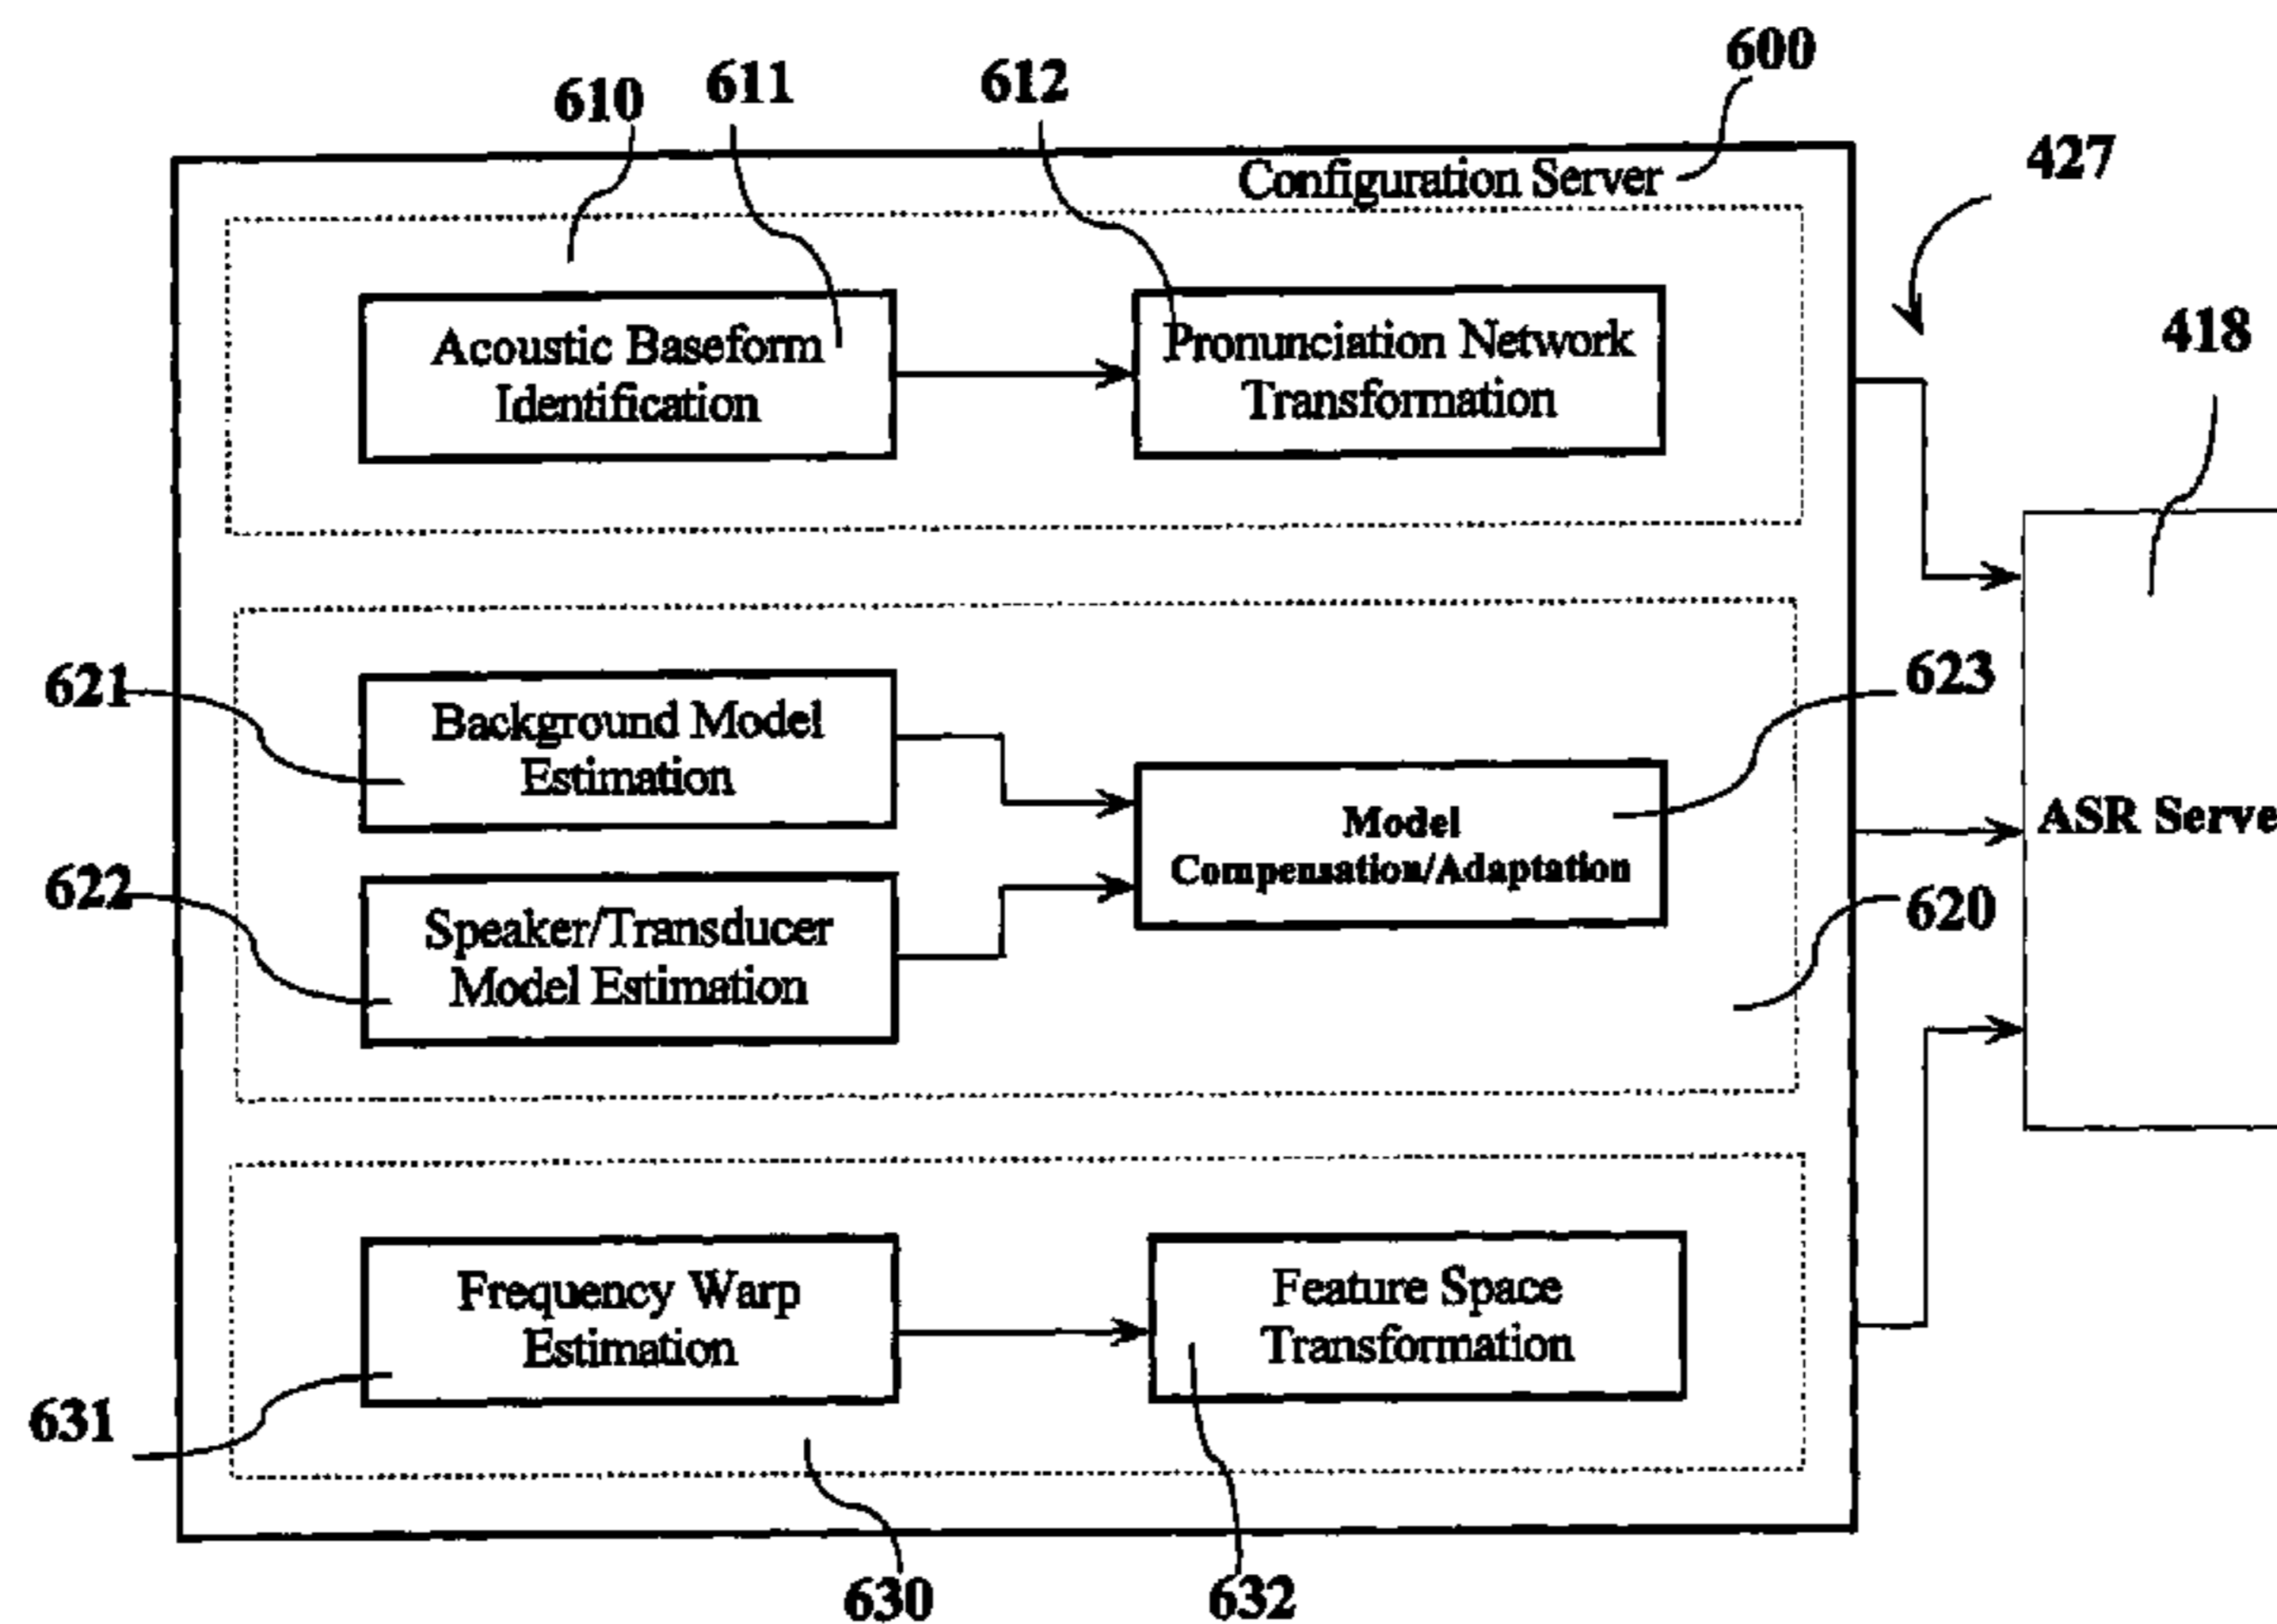 600
610
611
612
427
Configuration Server
418
Acoustic Baseform
Identification
Pronunciation Network
Transformation
621
623
Background Model
Estimation
Model
Compensation/Adaptation
ASR Serve
622
620
Speaker/Transducer
Model Estimation
Frequency Warp
Estimation
Feature Space
Transformation
631
630
632